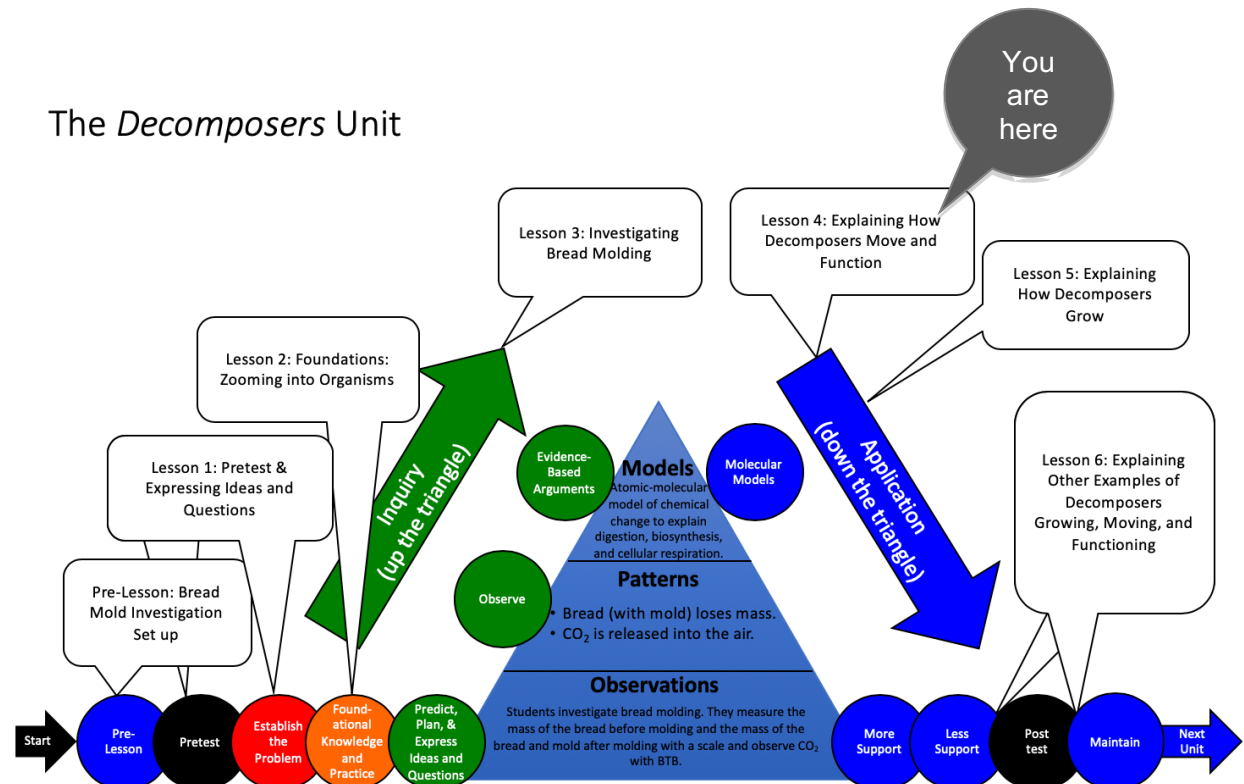 You
are
here
The Decomposers Unit
Lesson 3: Investigating
Bread Molding
Lesson 4: Explaining How
Decomposers Move and
Function
Lesson 5: Explaining
How Decomposers
Grow
Lesson 2: Foundations:
Zooming into Organisms
Lesson 1: Pretest &
Expressing Ideas and
Questions
Pre-Lesson: Bread
Mold Investigation
Set up
Lesson 6: Explaining
Other Examples of
Decomposers
Growing, Moving, and
Functioning
Inquiry
(up the triangle)
Application
(down the triangle)
Evidence-
Based
Arguments
Observe
Molecular
Models
Models
Atomic-molecular
model of chemical
change to explain
digestion, biosynthesis,
and cellular respiration.
Patterns
• Bread (with mold) loses mass.
• CO2 is released into the air.
Observations
Students investigate bread molding. They measure the
mass of the bread before molding and the mass of the
bread and mold after molding with a scale and observe CO2
with BTB.
Start
Pre-
Lesson
Pretest
Establish
the
Problem
Found-
ational
Knowledge
and
Practice
Predict,
Plan, &
Express
Ideas and
Questions
More
Support
Less
Support
Post
test
Maintain
Next
Unit